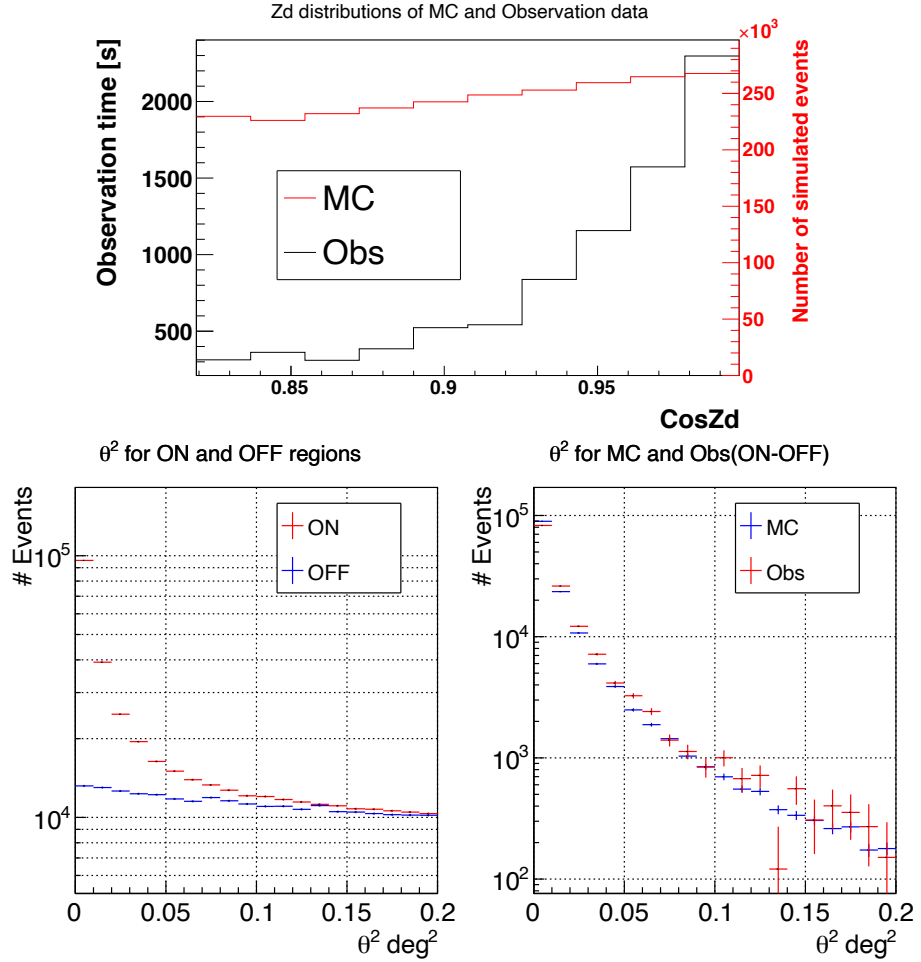 Zd distributions of MC and Observation data
Observation time [s]
2000
1500
1000
500
MC
Obs
×10³
250
200
150
100
50
0
Number of simulated events
0.85 0.9 0.95
CosZd
θ² for ON and OFF regions
# Events
10⁵
10⁴
ON
OFF
0 0.05 0.1 0.15 0.2
θ² deg²
θ² for MC and Obs(ON-OFF)
# Events
10⁵
10⁴
10³
10²
MC
Obs
0 0.05 0.1 0.15 0.2
θ² deg²